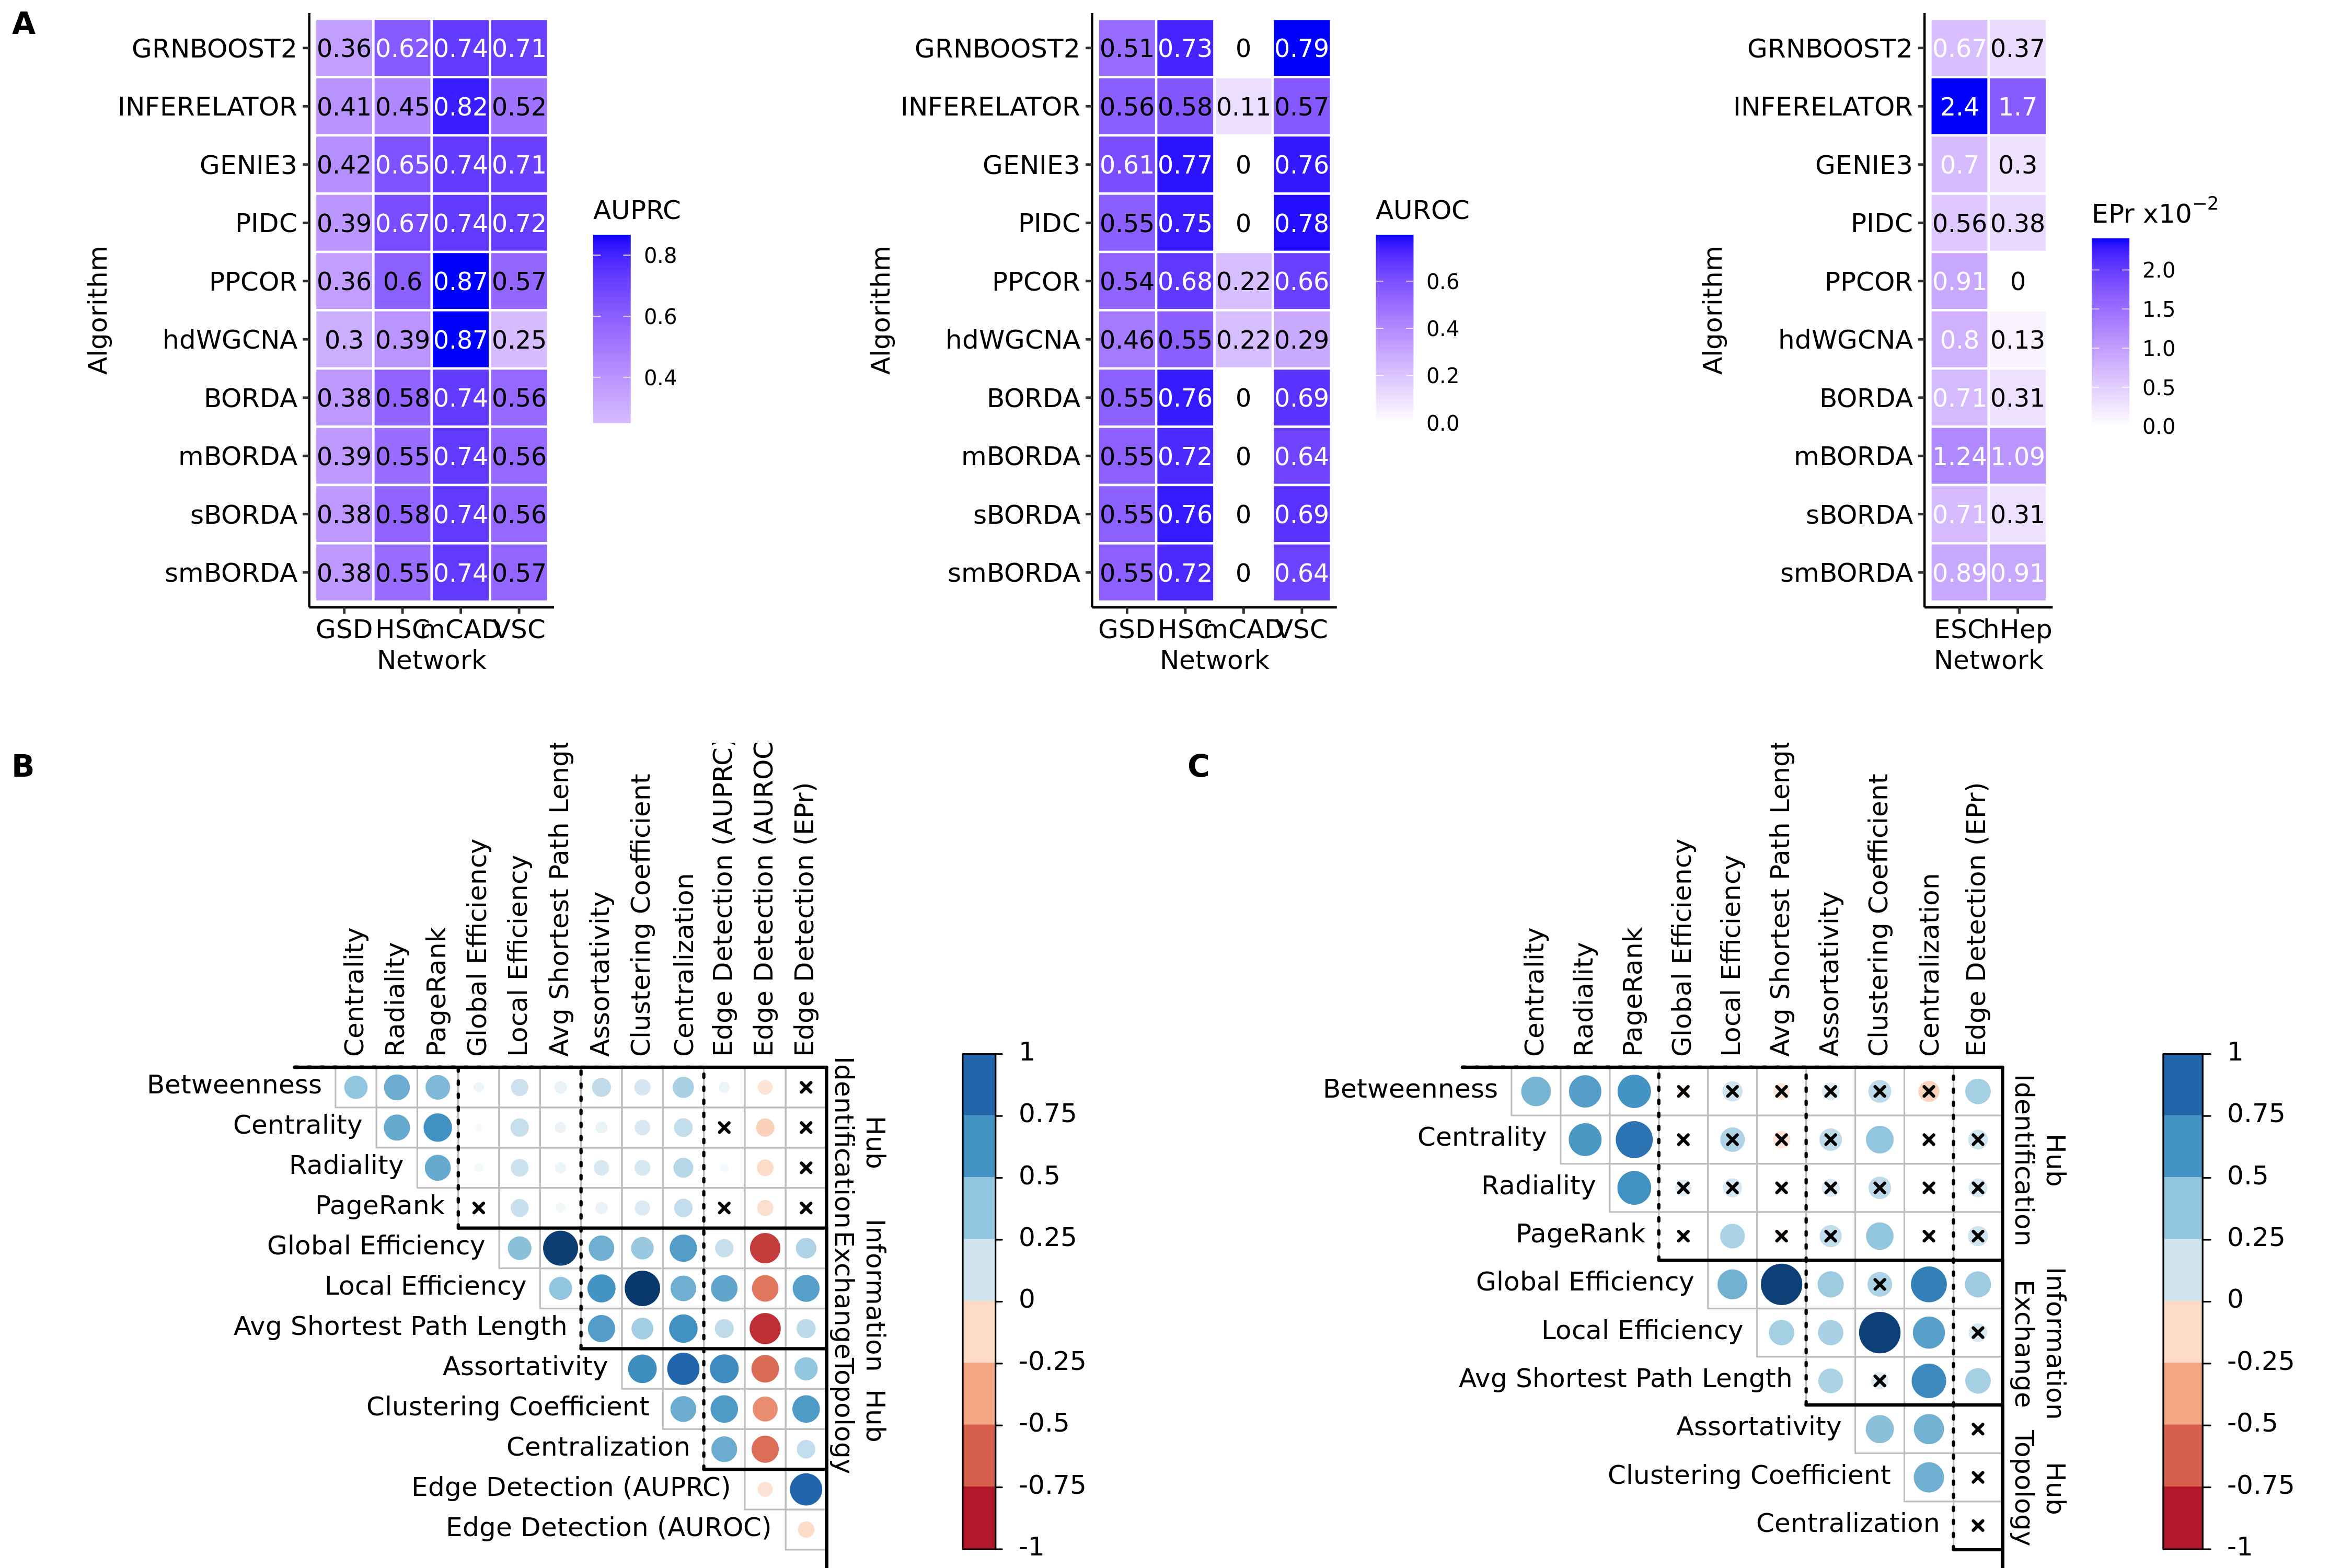 A
GRNBOOST2 0.36 0.62 0.74 0.71
INFERELATOR 0.41 0.45 0.82 0.52
GENIE3 0.42 0.65 0.74 0.71
PIDC 0.39 0.67 0.74 0.72
PPCOR 0.36 0.6 0.87 0.57
hdWGCNA 0.3 0.39 0.87 0.25
BORDA 0.38 0.58 0.74 0.56
mBORDA 0.39 0.55 0.74 0.56
sBORDA 0.38 0.58 0.74 0.56
smBORDA 0.38 0.55 0.74 0.57
GSD HSC mCAD VSC
Network
Algorithm
AUPRC
0.8
0.6
0.4
GRNBOOST2 0.51 0.73 0 0.79
INFERELATOR 0.56 0.58 0.11 0.57
GENIE3 0.61 0.77 0 0.76
PIDC 0.55 0.75 0 0.78
PPCOR 0.54 0.68 0.22 0.66
hdWGCNA 0.46 0.55 0.22 0.29
BORDA 0.55 0.76 0 0.69
mBORDA 0.55 0.72 0 0.64
sBORDA 0.55 0.76 0 0.69
smBORDA 0.55 0.72 0 0.64
GSD HSC mCAD VSC
Network
Algorithm
AUROC
0.6
0.4
0.2
0.0
GRNBOOST2 0.67 0.37
INFERELATOR 2.4 1.7
GENIE3 0.7 0.3
PIDC 0.56 0.38
PPCOR 0.91 0
hdWGCNA 0.8 0.13
BORDA 0.71 0.31
mBORDA 1.24 1.09
sBORDA 0.71 0.31
smBORDA 0.89 0.91
ESC hHep
Network
Algorithm
EPr x10⁻²
2.0
1.5
1.0
0.5
0.0
B
Centrality
Radiality
PageRank
Global Efficiency
Local Efficiency
Avg Shortest Path Lengt
Assortativity
Clustering Coefficient
Centralization
Edge Detection (AUPRC)
Edge Detection (AUROC
Edge Detection (EPr)
Betweenness
Centrality
Radiality
PageRank
Global Efficiency
Local Efficiency
Avg Shortest Path Length
Assortativity
Clustering Coefficient
Centralization
Edge Detection (AUPRC)
Edge Detection (AUROC)
Hub
Identification
Information
Exchange
Hub
Topology
1
0.75
0.5
0.25
0
-0.25
-0.5
-0.75
-1
C
Centrality
Radiality
PageRank
Global Efficiency
Local Efficiency
Avg Shortest Path Lengt
Assortativity
Clustering Coefficient
Centralization
Edge Detection (EPr)
Betweenness
Centrality
Radiality
PageRank
Global Efficiency
Local Efficiency
Avg Shortest Path Length
Assortativity
Clustering Coefficient
Centralization
Hub
Identification
Information
Exchange
Hub
Topology
1
0.75
0.5
0.25
0
-0.25
-0.5
-0.75
-1